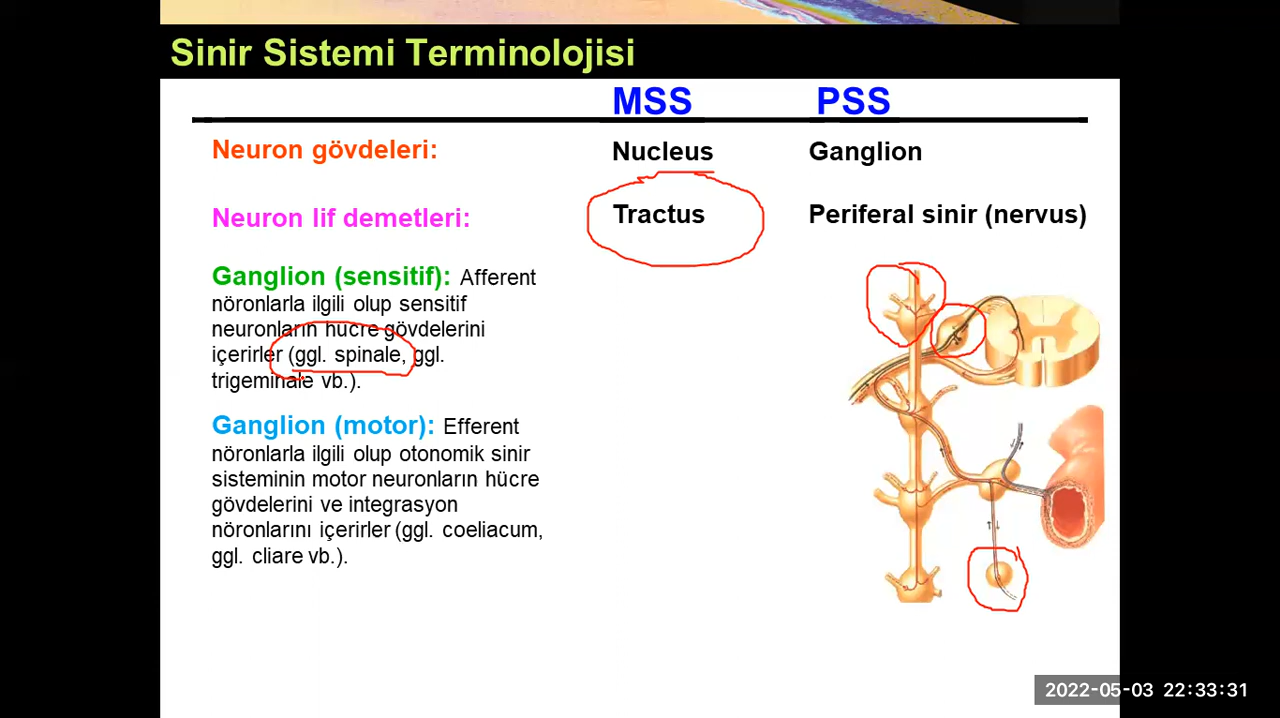 Sinir Sistemi Terminolojisi
MSS PSS
Neuron gövdeleri: Nucleus Ganglion
Neuron lif demetleri: Tractus Periferal sinir (nervus)
Ganglion (sensitif): Afferent
nöronlarla ilgili olup sensitif
neuronların hücre gövdelerini
içerirler (ggl. spinale, ggl.
trigeminale vb.).
Ganglion (motor): Efferent
nöronlarla ilgili olup otonomik sinir
sisteminin motor neuronların hücre
gövdelerini ve integrasyon
nöronlarını içerirler (ggl. coeliacum,
ggl. cliare vb.).
2022-05-03 22:33:31